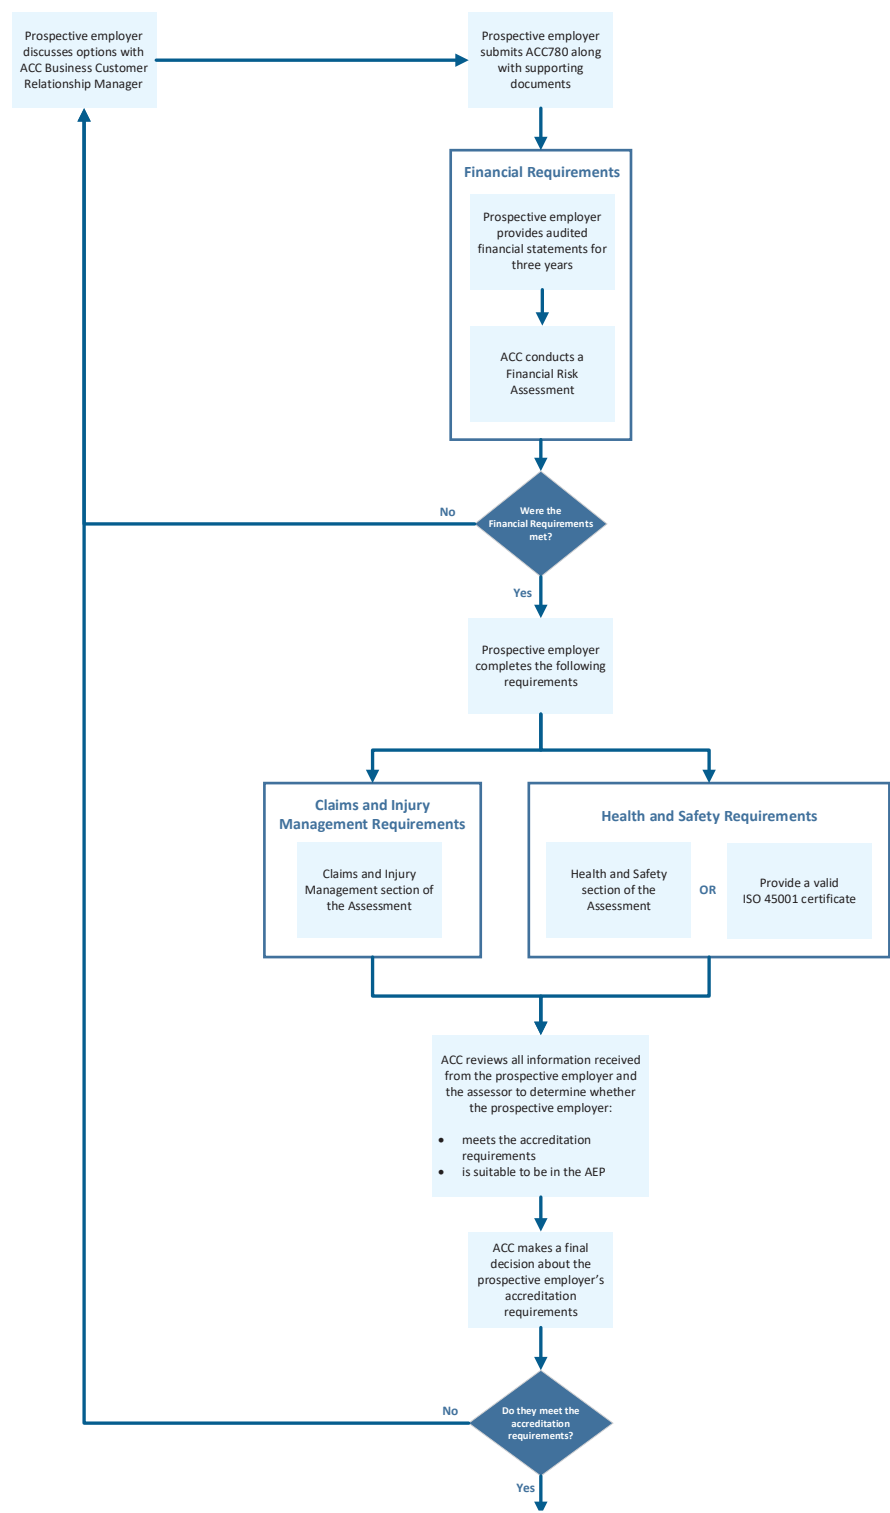 Prospective employer
discusses options with
ACC Business Customer
Relationship Manager
Prospective employer
submits ACC780 along
with supporting
documents
Financial Requirements
Prospective employer
provides audited
financial statements for
three years
ACC conducts a
Financial Risk
Assessment
Were the
Financial Requirements
met?
No
Yes
Prospective employer
completes the following
requirements
Claims and Injury
Management Requirements
Claims and Injury
Management section of
the Assessment
Health and Safety Requirements
Health and Safety
section of the
Assessment
OR
Provide a valid
ISO 45001 certificate
ACC reviews all information received
from the prospective employer and
the assessor to determine whether
the prospective employer:
• meets the accreditation
requirements
• is suitable to be in the AEP
ACC makes a final
decision about the
prospective employer’s
accreditation
requirements
Do they meet the
accreditation
requirements?
No
Yes